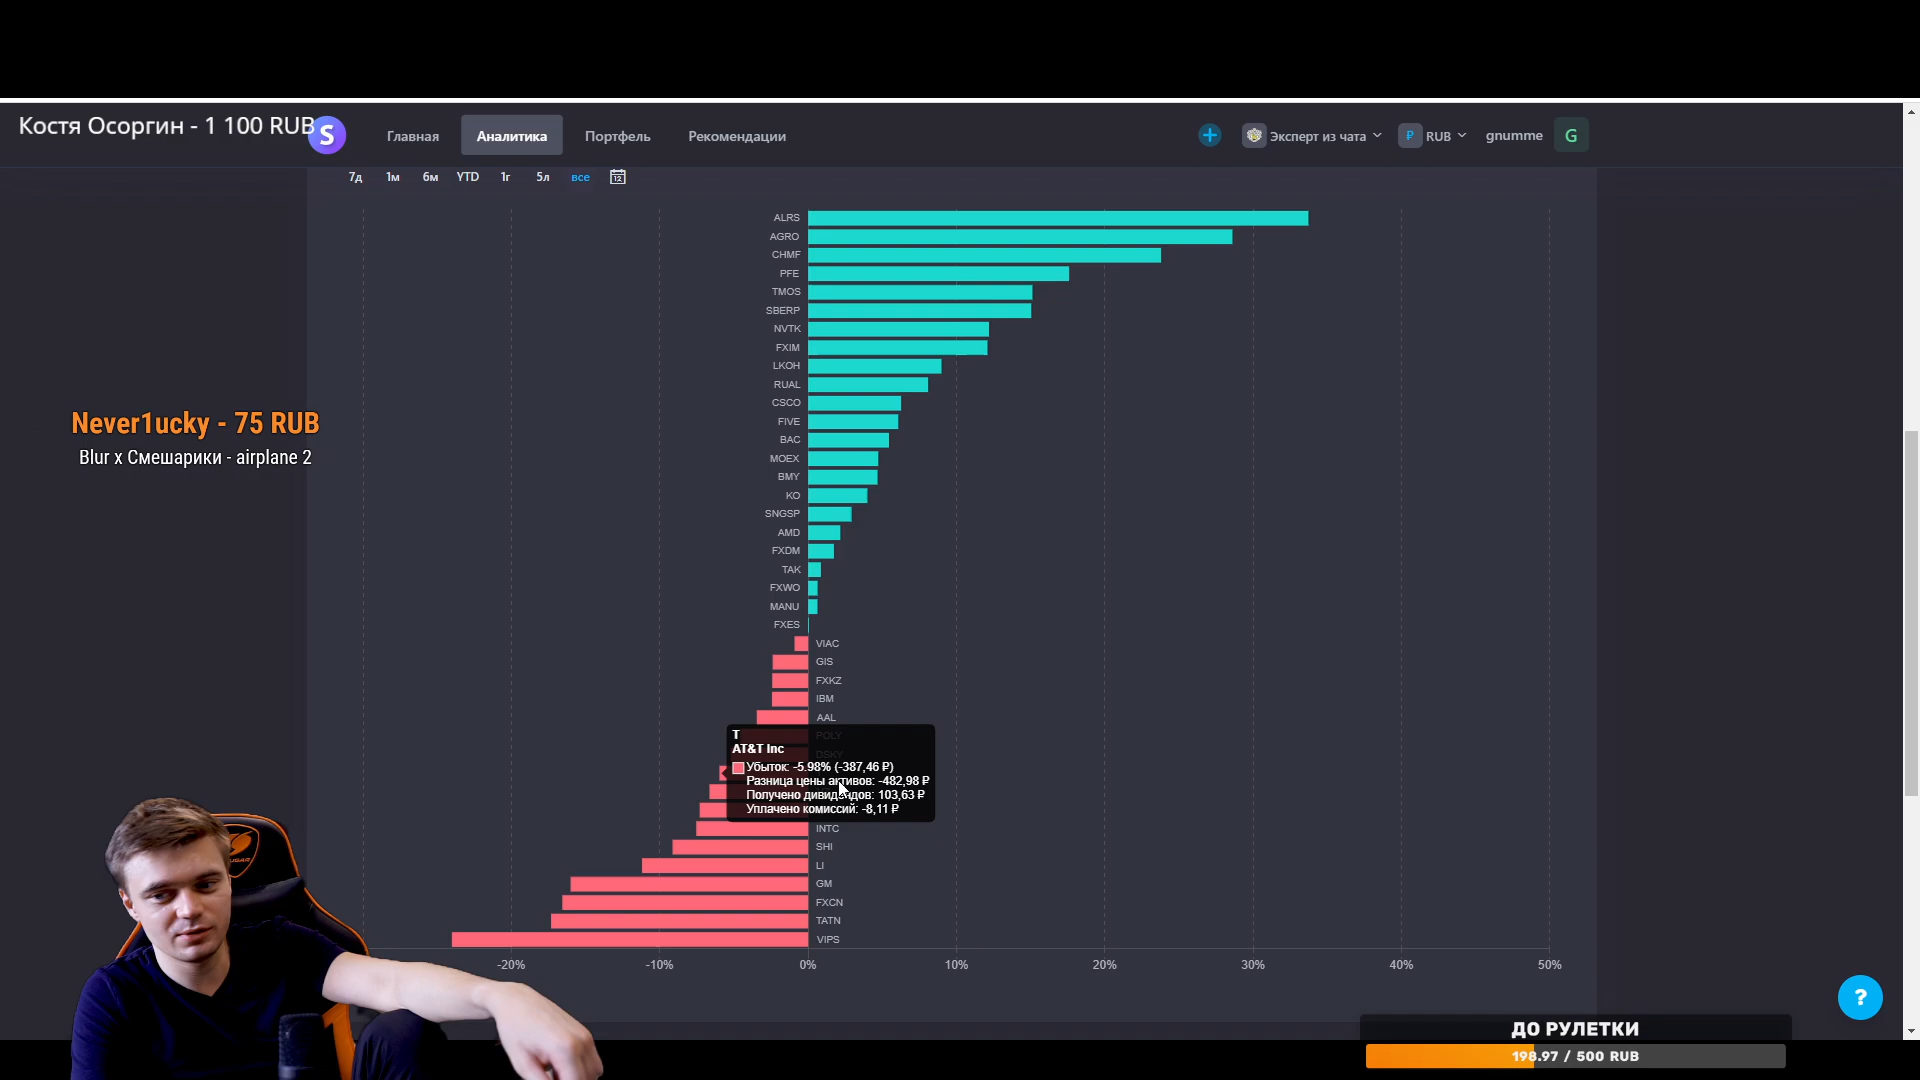 Костя Осоргин - 1 100 RUB
S
Главная
Аналитика
Портфель
Рекомендации
Эксперт из чата
₽ RUB
gnumme
G
7д 1м 6м YTD 1г 5л все 12
ALRS
AGRO
CHMF
PFE
TMOS
SBERP
NVTK
FXIM
LKOH
RUAL
CSCO
Never1ucky - 75 RUB
FIVE
BAC
Blur x Смешарики - airplane 2
MOEX
BMY
KO
SNGSP
AMD
FXDM
TAK
FXWO
MANU
FXES
VIAC
GIS
FXKZ
IBM
AAL
POLY
DSKY
T
AT&T Inc
Убыток: -5.98% (-387,46 ₽)
Разница цены активов: -482,98 ₽
Получено дивидендов: 103,63 ₽
Уплачено комиссий: -8,11 ₽
INTC
SHI
LI
GM
FXCN
TATN
VIPS
-20% -10% 0% 10% 20% 30% 40% 50%
?
ДО РУЛЕТКИ
198.97 / 500 RUB